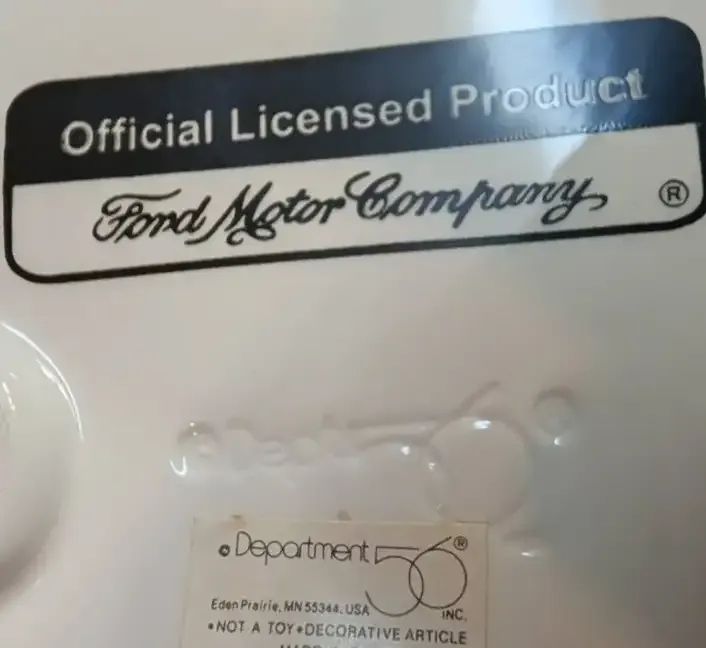 Official Licensed Product
Ford Motor Company ®
© Department 56 ®
Eden Prairie, MN 55344, USA INC.
•NOT A TOY•DECORATIVE ARTICLE